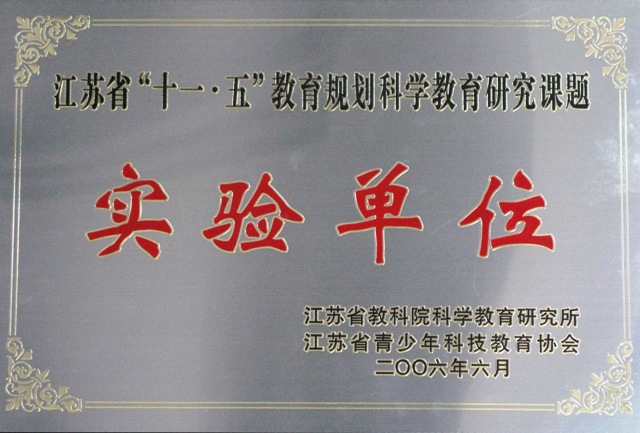 江苏省“十一·五”教育规划科学教育研究课题
实验单位
江苏省教科院科学教育研究所
江苏省青少年科技教育协会
二〇〇六年六月